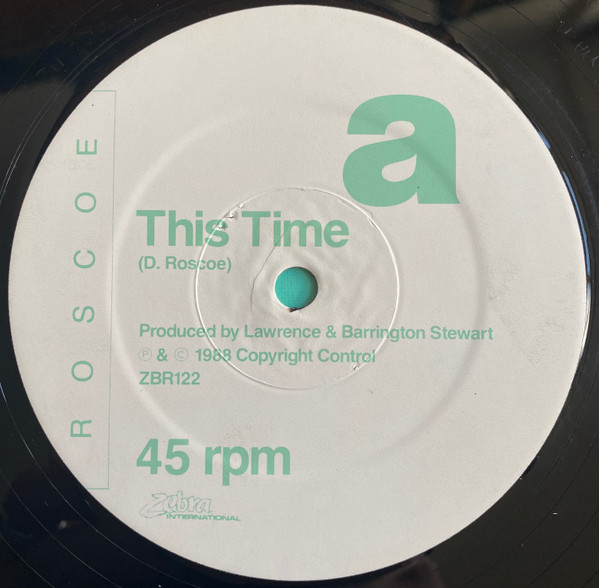 ROSCOE
a
This Time
(D. Roscoe)
Produced by Lawrence & Barrington Stewart
℗ & © 1988 Copyright Control
ZBR122
45 rpm
Zebra
INTERNATIONAL